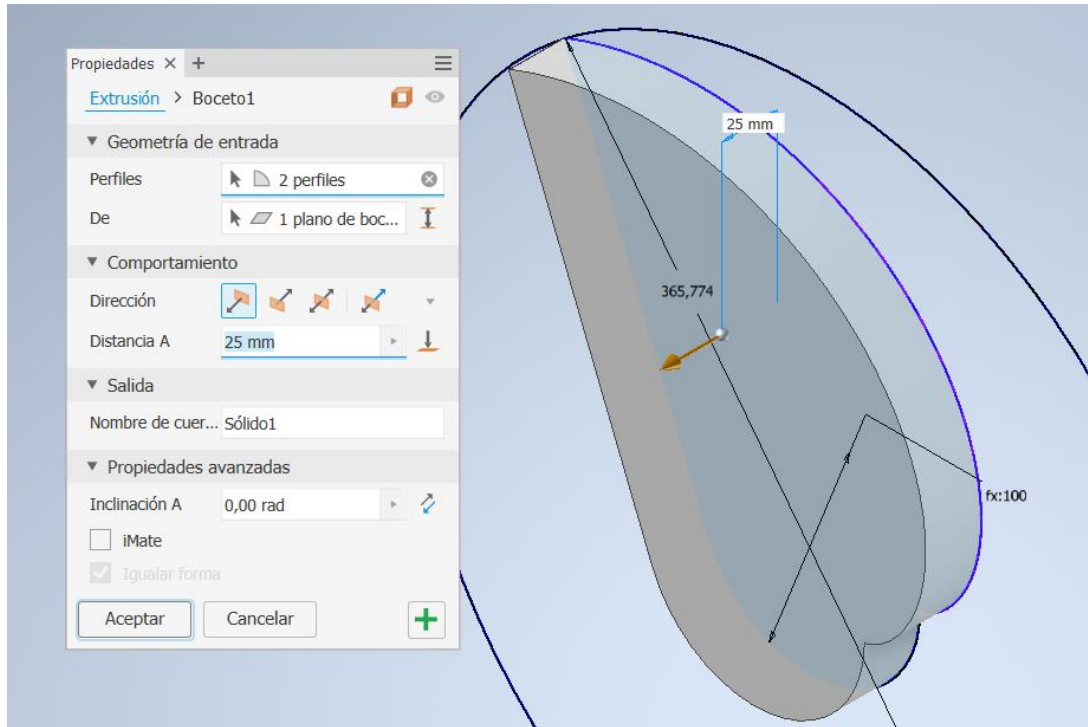 Propiedades × +
Extrusión > Boceto1
Geometría de entrada
Perfiles 2 perfiles
De 1 plano de boc...
Comportamiento
Dirección
Distancia A 25 mm
Salida
Nombre de cuer... Sólido1
Propiedades avanzadas
Inclinación A 0,00 rad
iMate
Igualar forma
Aceptar Cancelar
25 mm
365,774
fx:100